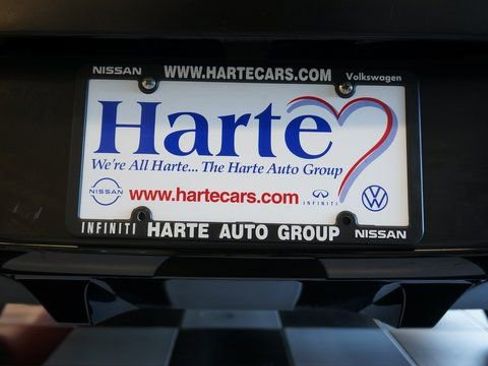 NISSAN WWW.HARTECARS.COM Volkswagen
Harte
We're All Harte... The Harte Auto Group
NISSAN www.hartecars.com INFINITI
INFINITI HARTE AUTO GROUP NISSAN